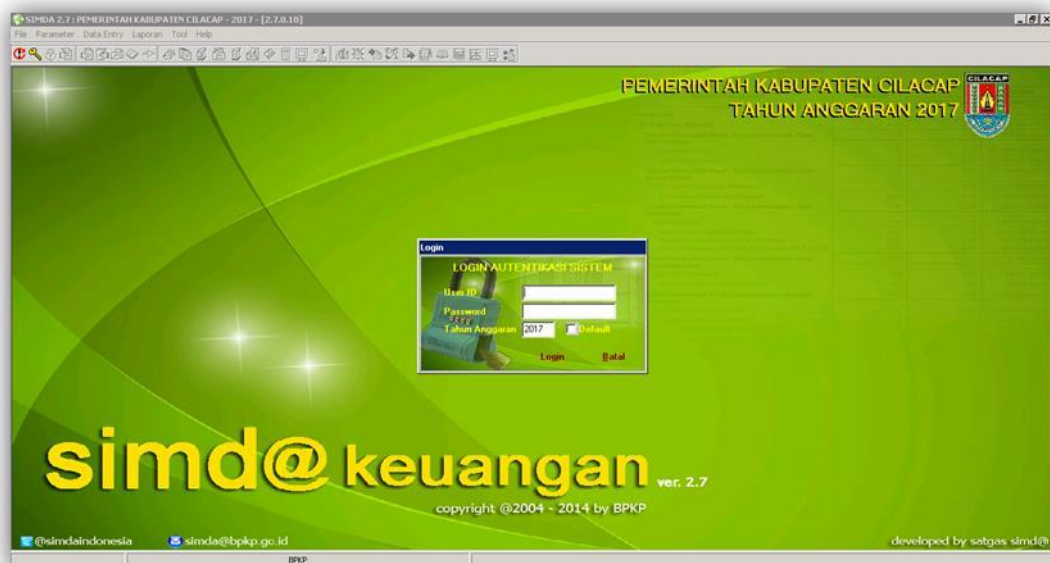 SIMDA 2.7 : PEMERINTAH KABUPATEN CILACAP - 2017 - [2.7.0.10]
File Parameter Data Entry Laporan Tool Help
PEMERINTAH KABUPATEN CILACAP
TAHUN ANGGARAN 2017
CILACAP
Login
LOGIN AUTENTIKASI SISTEM
User ID
Password
Tahun Anggaran 2017 Default
Login Batal
simd@ keuangan ver. 2.7
copyright @2004 - 2014 by BPKP
@simdaindonesia simda@bpkp.go.id developed by satgas simd@
BPKP